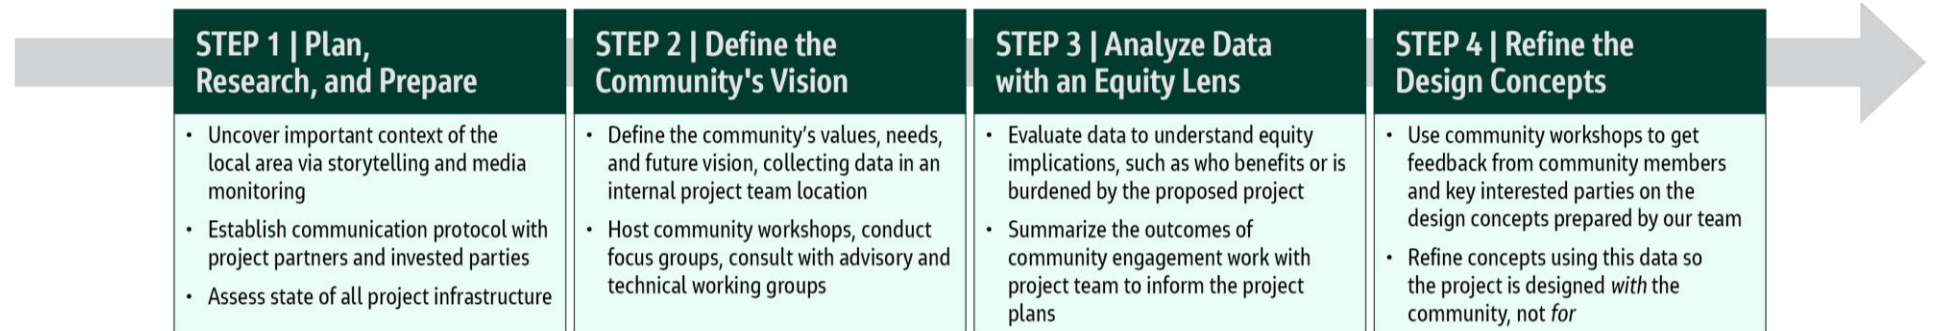 STEP 1 | Plan,
Research, and Prepare
• Uncover important context of the
local area via storytelling and media
monitoring
• Establish communication protocol with
project partners and invested parties
• Assess state of all project infrastructure
STEP 2 | Define the
Community's Vision
• Define the community’s values, needs,
and future vision, collecting data in an
internal project team location
• Host community workshops, conduct
focus groups, consult with advisory and
technical working groups
STEP 3 | Analyze Data
with an Equity Lens
• Evaluate data to understand equity
implications, such as who benefits or is
burdened by the proposed project
• Summarize the outcomes of
community engagement work with
project team to inform the project
plans
STEP 4 | Refine the
Design Concepts
• Use community workshops to get
feedback from community members
and key interested parties on the
design concepts prepared by our team
• Refine concepts using this data so
the project is designed with the
community, not for